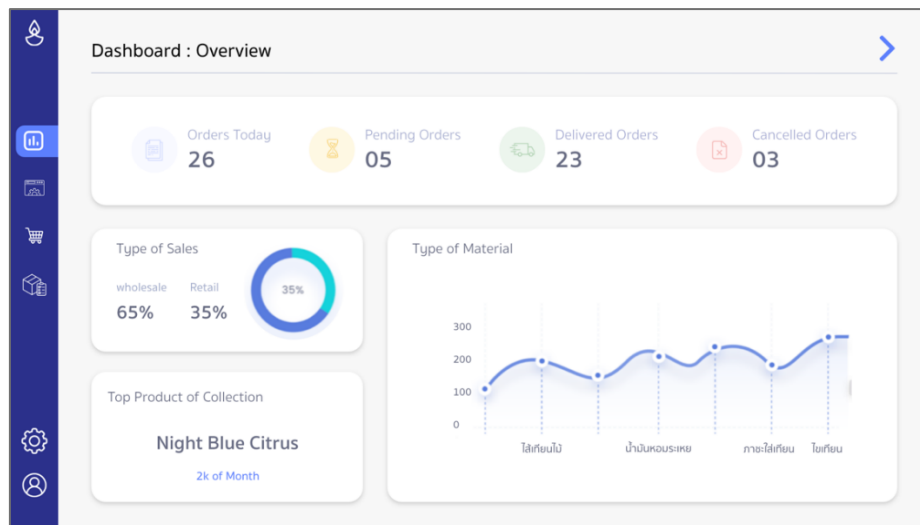 Dashboard : Overview
Orders Today
26
Pending Orders
05
Delivered Orders
23
Cancelled Orders
03
Type of Sales
wholesale
65%
Retail
35%
35%
Top Product of Collection
Night Blue Citrus
2k of Month
Type of Material
300
200
100
0
ไส้เทียนไม้
น้ำมันหอมระเหย
ภาชะใส่เทียน
ไขเทียน